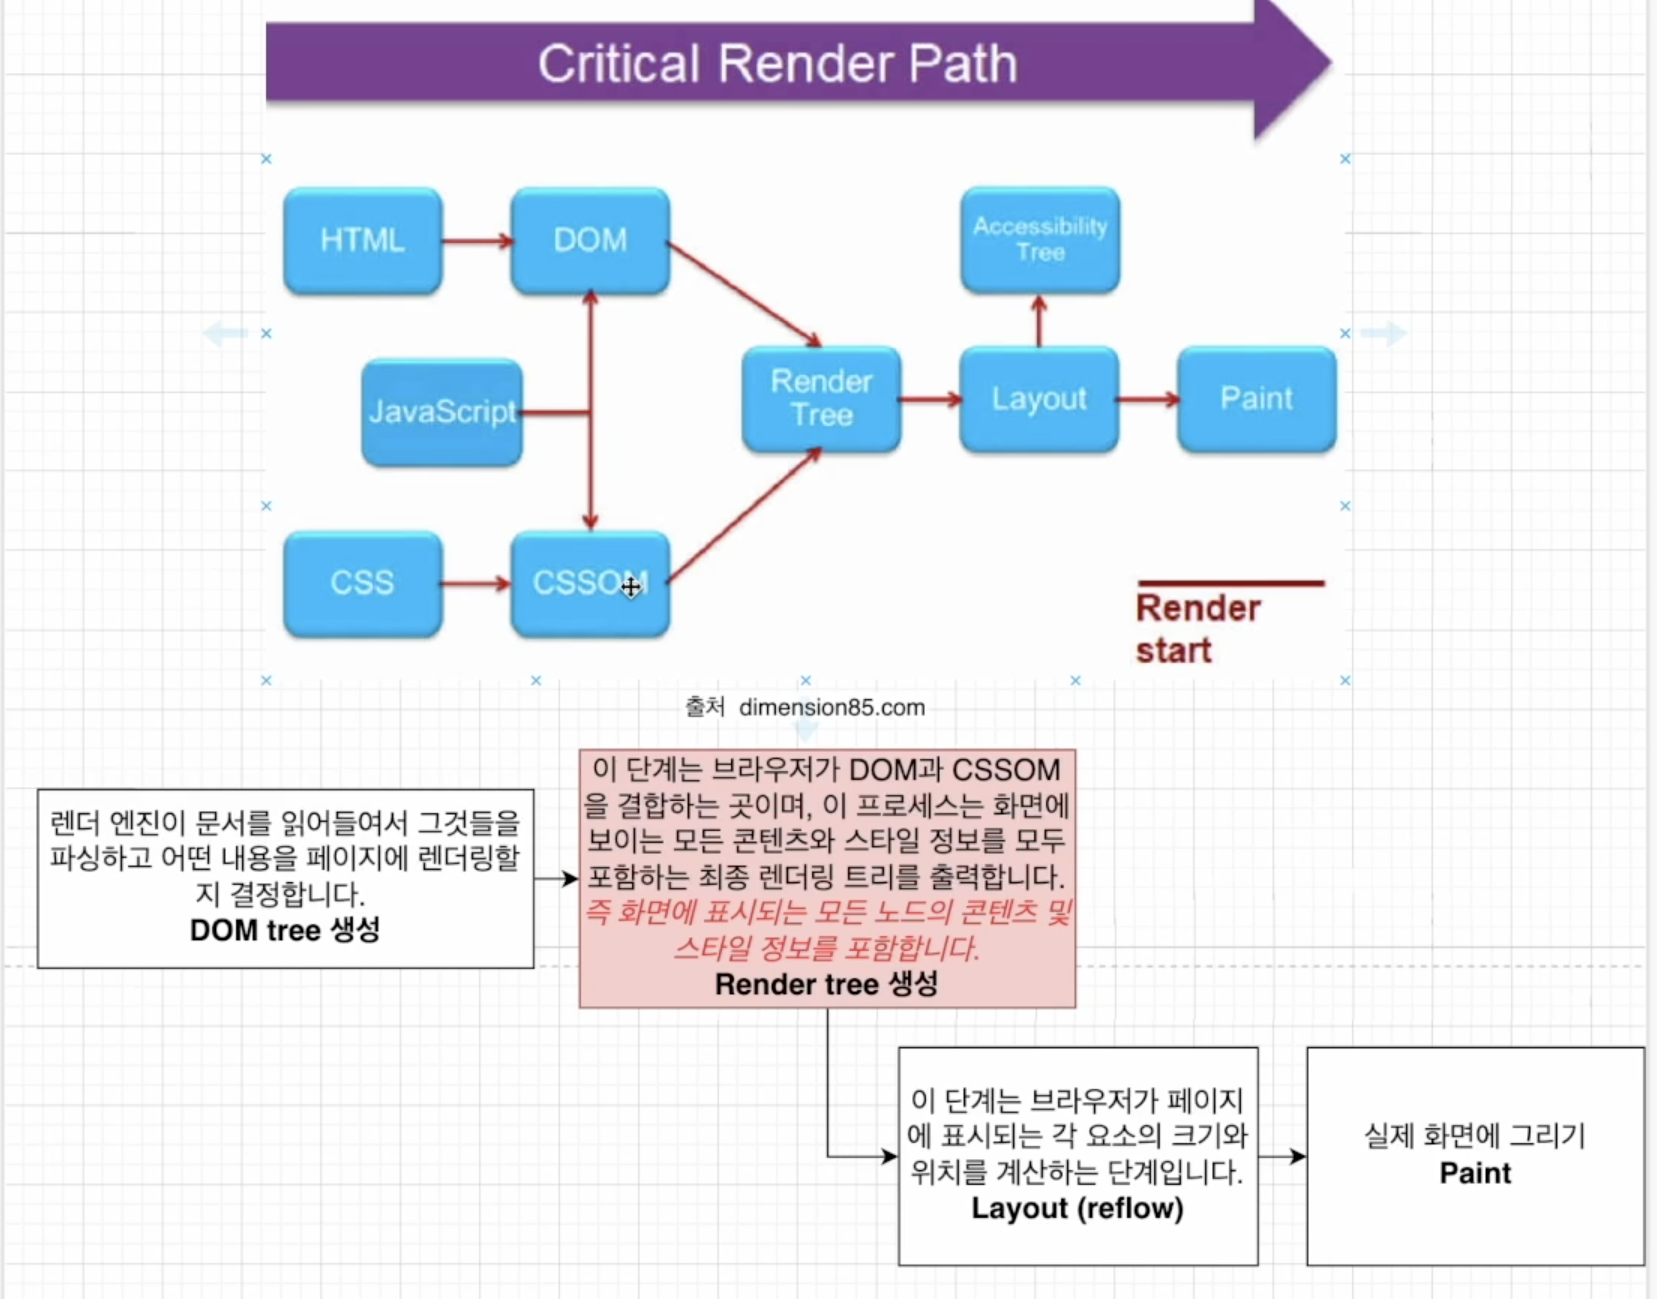 Critical Render Path
HTML
DOM
Accessibility
Tree
JavaScript
Render
Tree
Layout
Paint
CSS
CSSOM
Render
start
출처 dimension85.com
렌더 엔진이 문서를 읽어들여서 그것들을
파싱하고 어떤 내용을 페이지에 렌더링할
지 결정합니다.
DOM tree 생성
이 단계는 브라우저가 DOM과 CSSOM
을 결합하는 곳이며, 이 프로세스는 화면에
보이는 모든 콘텐츠와 스타일 정보를 모두
포함하는 최종 렌더링 트리를 출력합니다.
즉 화면에 표시되는 모든 노드의 콘텐츠 및
스타일 정보를 포함합니다.
Render tree 생성
이 단계는 브라우저가 페이지
에 표시되는 각 요소의 크기와
위치를 계산하는 단계입니다.
Layout (reflow)
실제 화면에 그리기
Paint